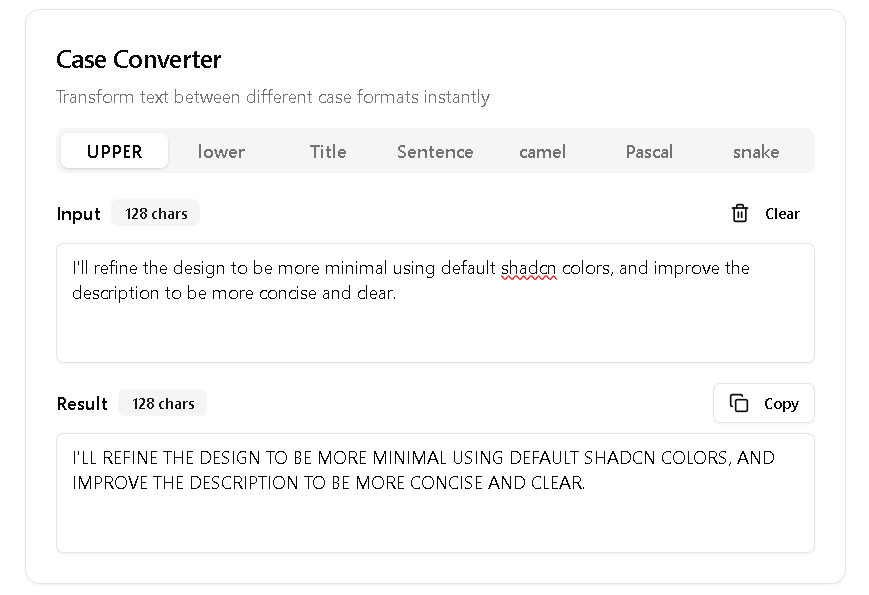 Case Converter
Transform text between different case formats instantly
UPPER lower Title Sentence camel Pascal snake
Input 128 chars Clear
I'll refine the design to be more minimal using default shadcn colors, and improve the
description to be more concise and clear.
Result 128 chars Copy
I'LL REFINE THE DESIGN TO BE MORE MINIMAL USING DEFAULT SHADCN COLORS, AND
IMPROVE THE DESCRIPTION TO BE MORE CONCISE AND CLEAR.